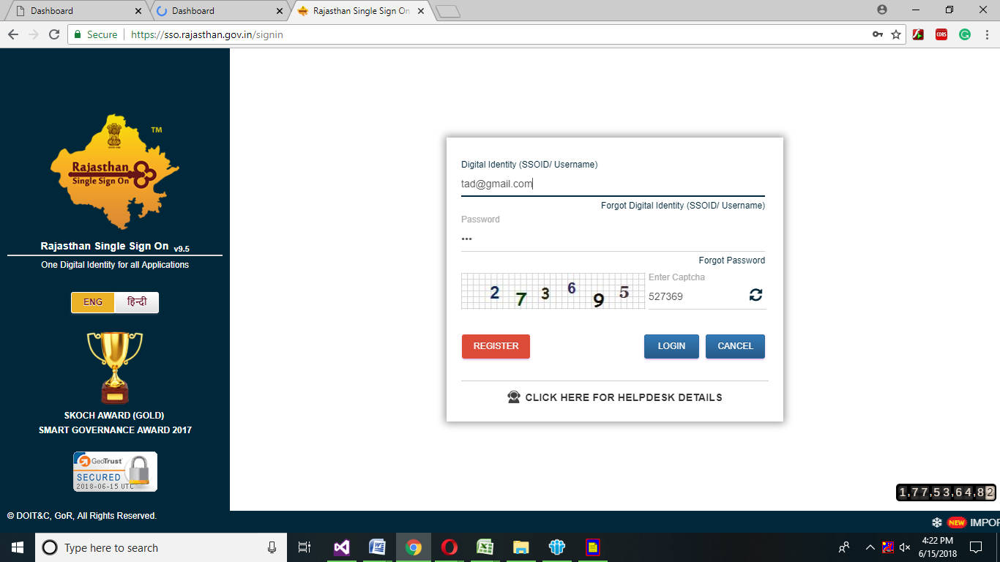 Dashboard
Dashboard
Rajasthan Single Sign On
Secure
https://sso.rajasthan.gov.in/signin
CORS
TM
Rajasthan
Single Sign On
Rajasthan Single Sign On v9.5
One Digital Identity for all Applications
ENG
हिन्दी
SKOCH AWARD (GOLD)
SMART GOVERNANCE AWARD 2017
GeoTrust
SECURED
2018-06-15 UTC
© DOIT&C, GoR, All Rights Reserved.
Digital Identity (SSOID/ Username)
tad@gmail.com
Forgot Digital Identity (SSOID/ Username)
Password
•••
Forgot Password
2 7 3 6 9 5
Enter Captcha
527369
REGISTER
LOGIN
CANCEL
CLICK HERE FOR HELPDESK DETAILS
1,77,53,64,82
NEW
IMPOR
Type here to search
4:22 PM
6/15/2018